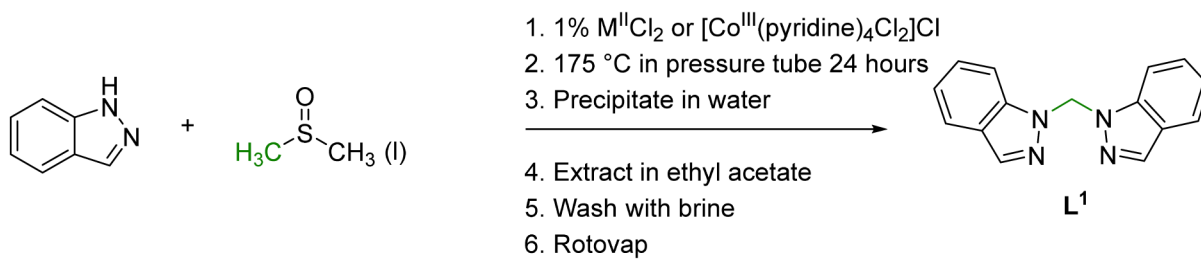 H
N
N
+
O
S
H₃C CH₃ (l)
1. 1% MᴵᴵCl₂ or [Coᴵᴵᴵ(pyridine)₄Cl₂]Cl
2. 175 °C in pressure tube 24 hours
3. Precipitate in water
4. Extract in ethyl acetate
5. Wash with brine
6. Rotovap
N N
N N
L¹